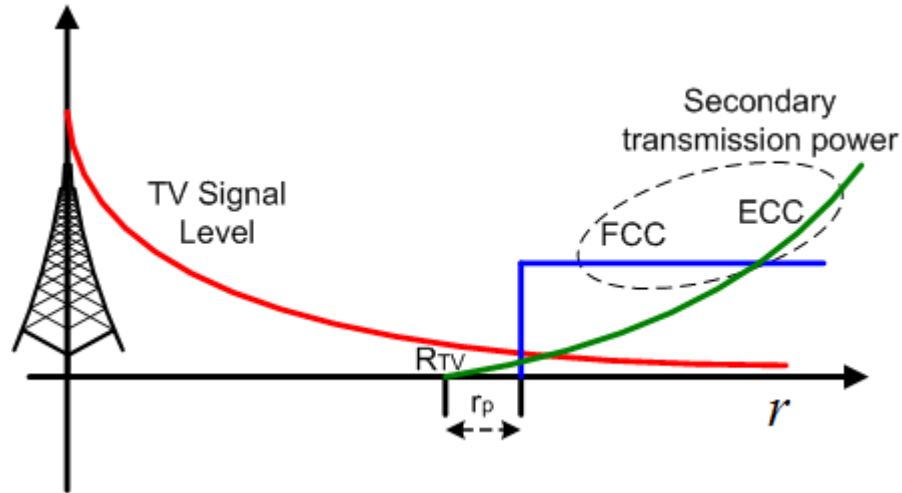 Secondary
transmission power
TV Signal
Level
FCC
ECC
RTV
rp
r